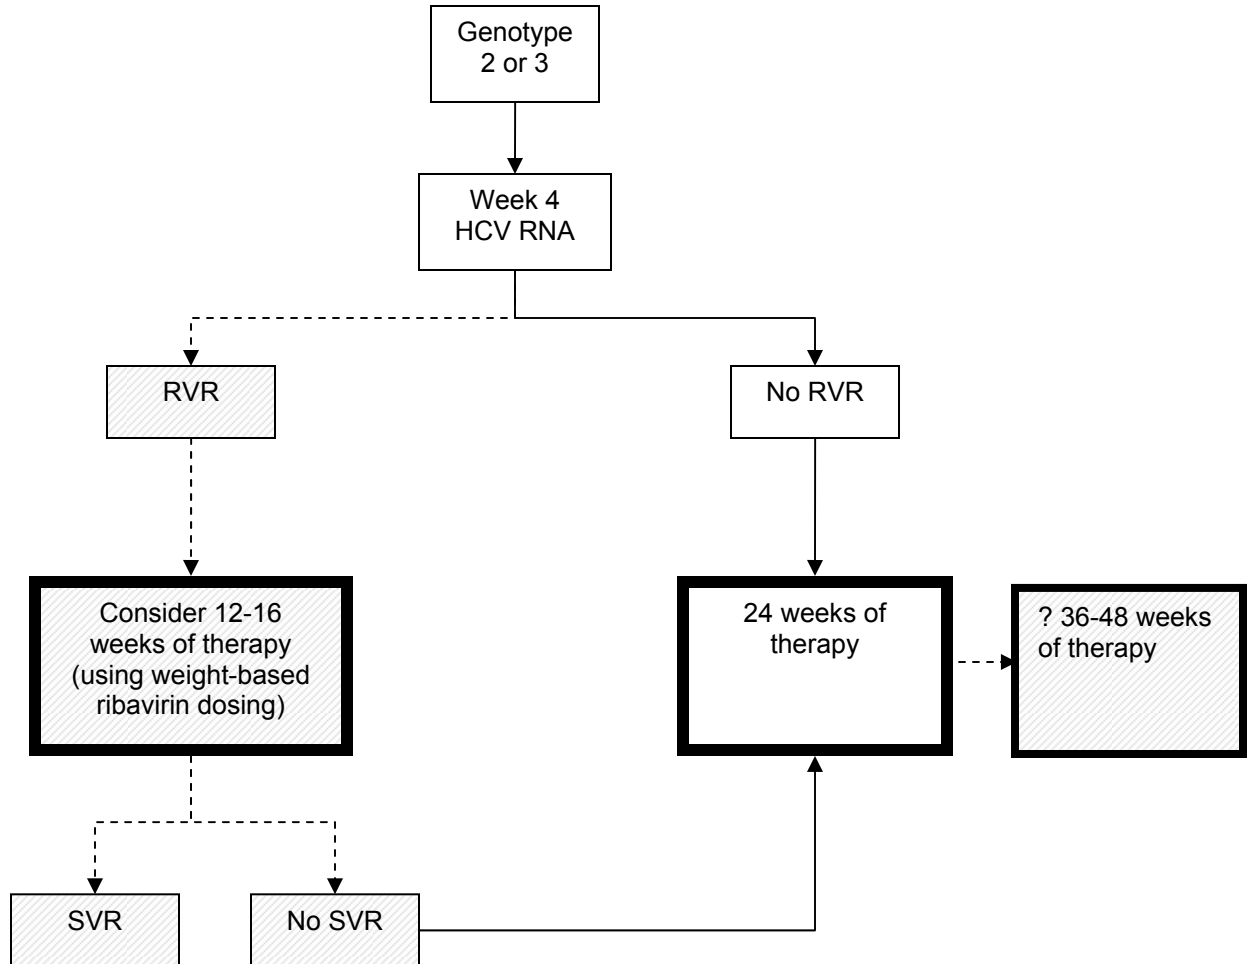 Genotype
2 or 3
Week 4
HCV RNA
RVR
No RVR
Consider 12-16
weeks of therapy
(using weight-based
ribavirin dosing)
24 weeks of
therapy
? 36-48 weeks
of therapy
SVR
No SVR